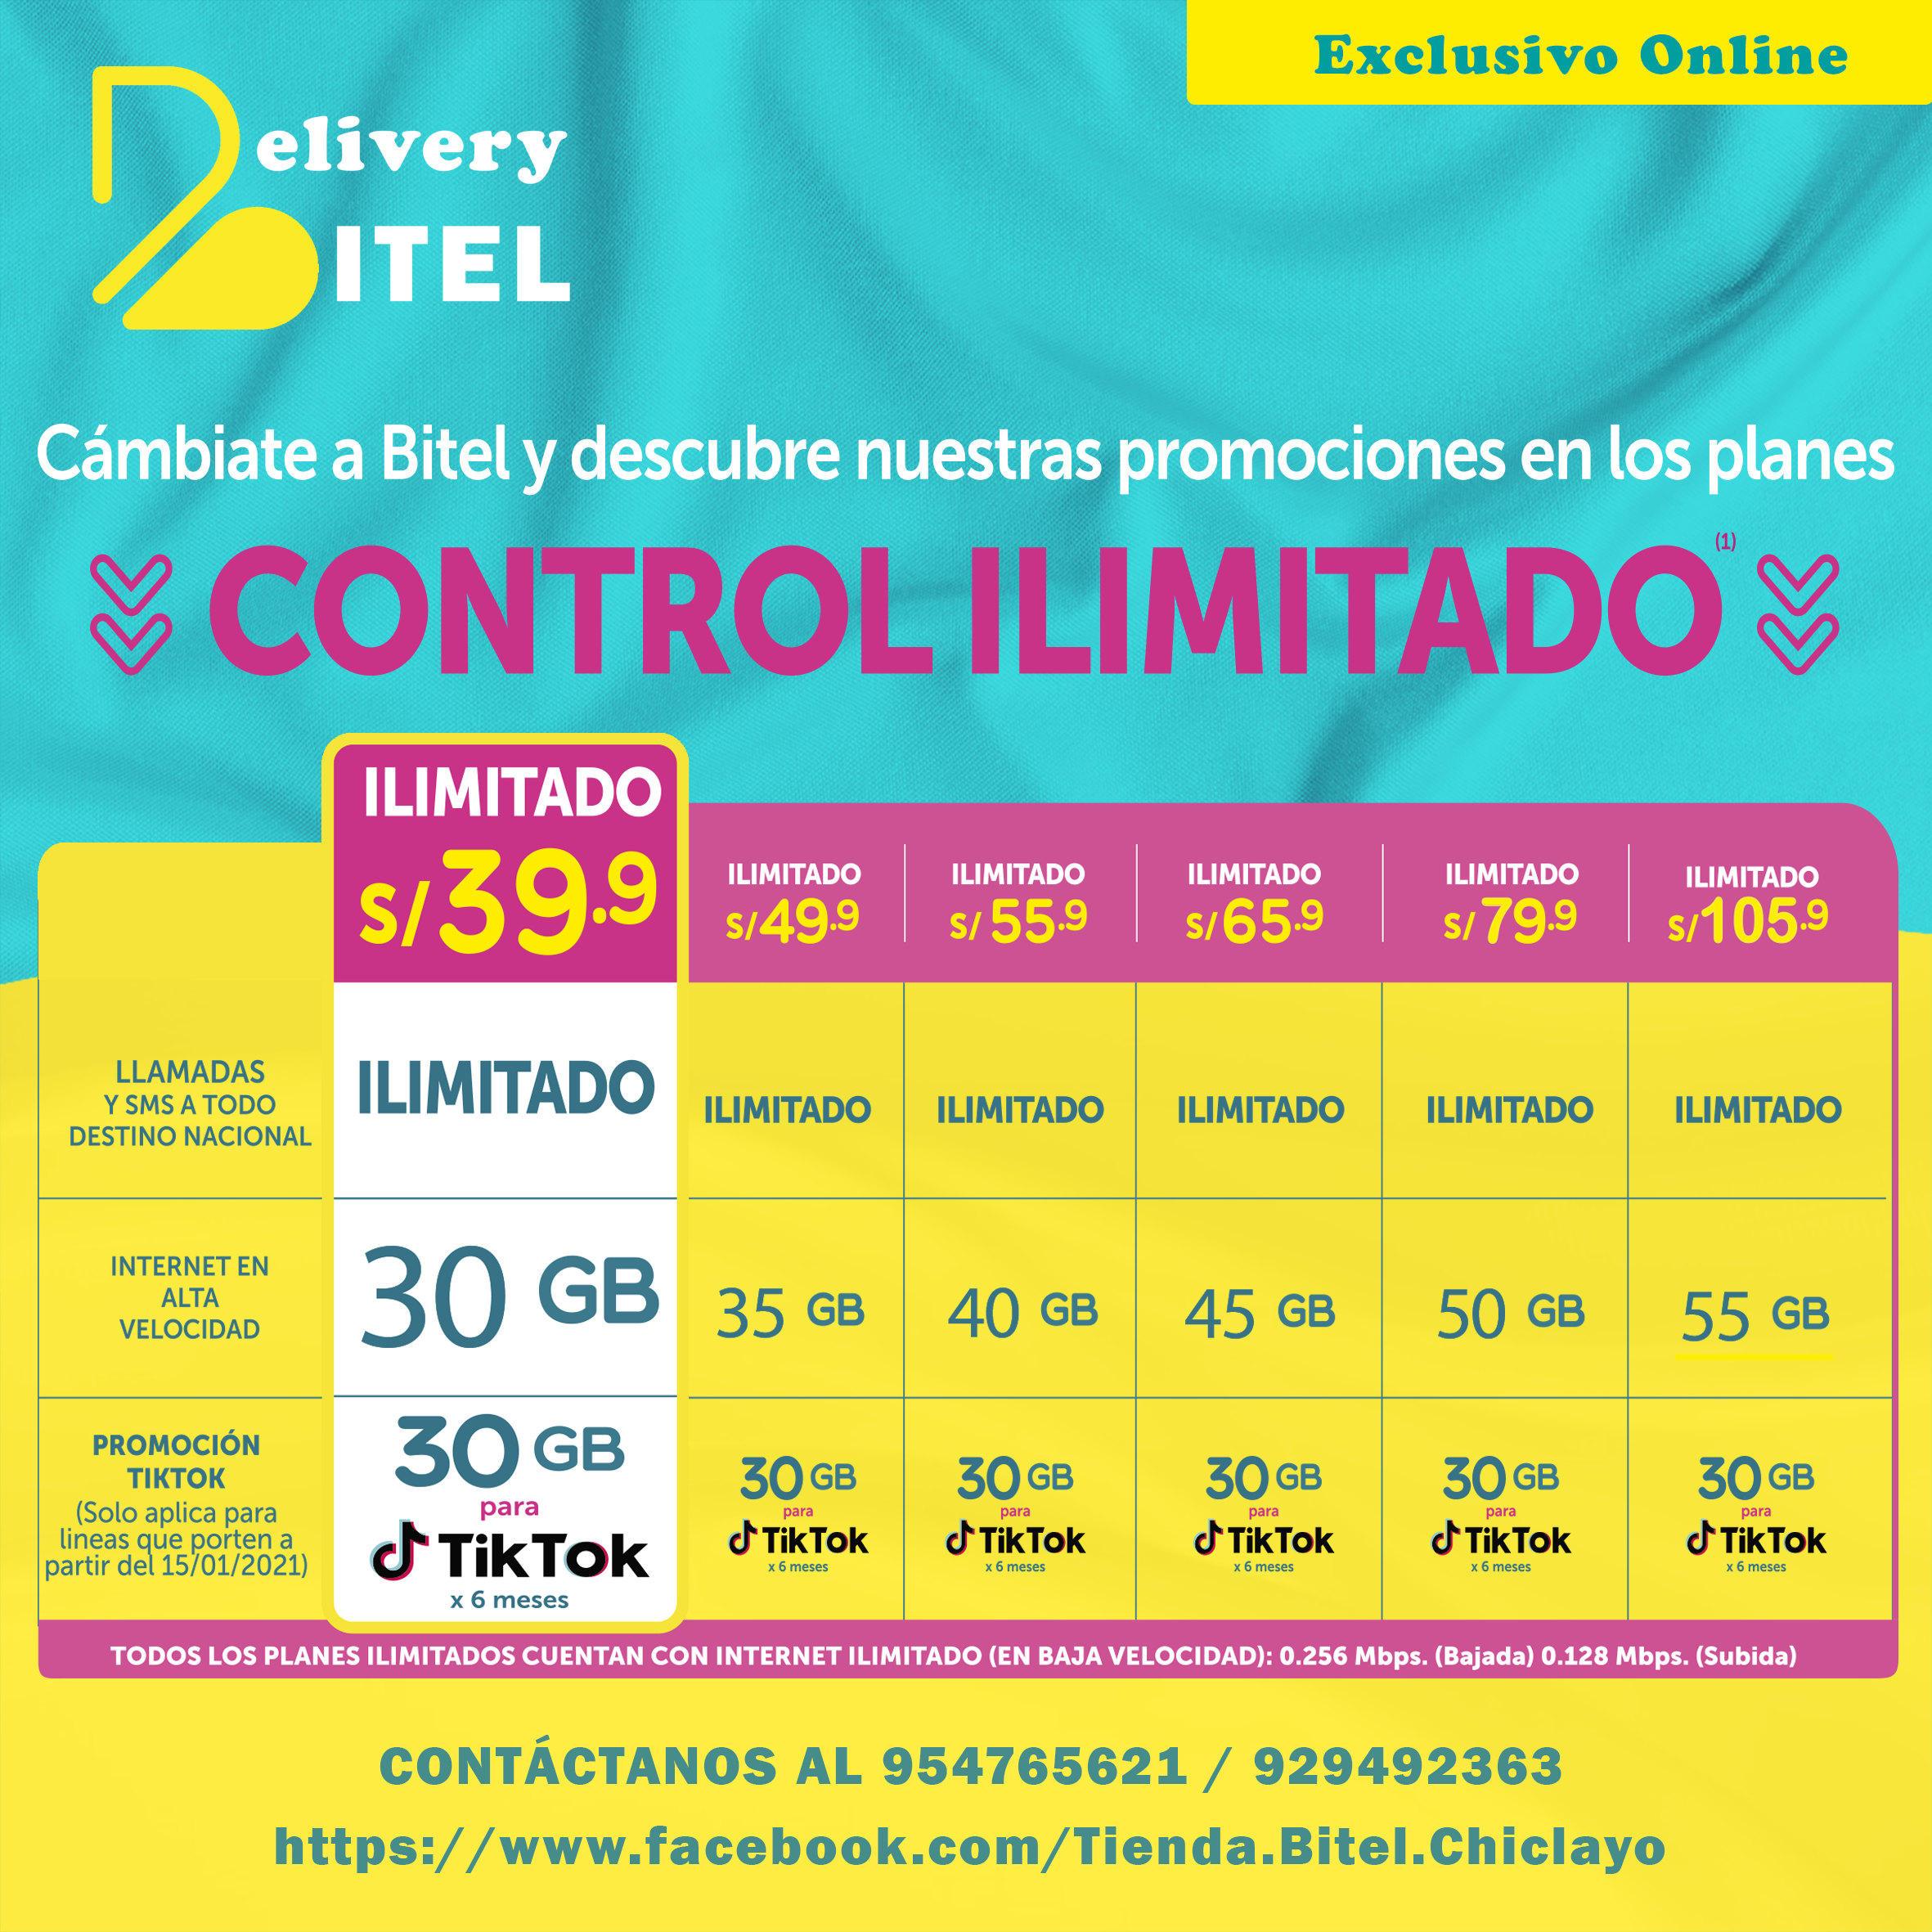 Exclusivo Online
Delivery
BITEL
Cámbiate a Bitel y descubre nuestras promociones en los planes
CONTROL ILIMITADO (1)
ILIMITADO
S/39.9
ILIMITADO
S/49.9
ILIMITADO
S/55.9
ILIMITADO
S/65.9
ILIMITADO
S/79.9
ILIMITADO
S/105.9
LLAMADAS
Y SMS A TODO
DESTINO NACIONAL
ILIMITADO
ILIMITADO
ILIMITADO
ILIMITADO
ILIMITADO
ILIMITADO
INTERNET EN
ALTA
VELOCIDAD
30 GB
35 GB
40 GB
45 GB
50 GB
55 GB
PROMOCIÓN
TIKTOK
(Solo aplica para
lineas que porten a
partir del 15/01/2021)
30 GB
para
TikTok
x 6 meses
30 GB
para
TikTok
x 6 meses
30 GB
para
TikTok
x 6 meses
30 GB
para
TikTok
x 6 meses
30 GB
para
TikTok
x 6 meses
30 GB
para
TikTok
x 6 meses
TODOS LOS PLANES ILIMITADOS CUENTAN CON INTERNET ILIMITADO (EN BAJA VELOCIDAD): 0.256 Mbps. (Bajada) 0.128 Mbps. (Subida)
CONTÁCTANOS AL 954765621 / 929492363
https://www.facebook.com/Tienda.Bitel.Chiclayo